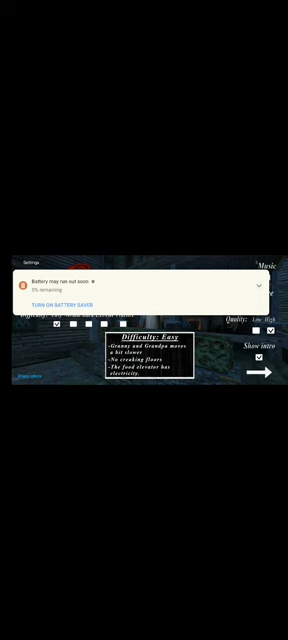 Settings
Music
Battery may run out soon
5% remaining
TURN ON BATTERY SAVER
Quality: Low High
Difficulty: Easy
-Granny and Grandpa moves
a bit slower
-No creaking floors
-The food elevator has
electricity.
Show intro